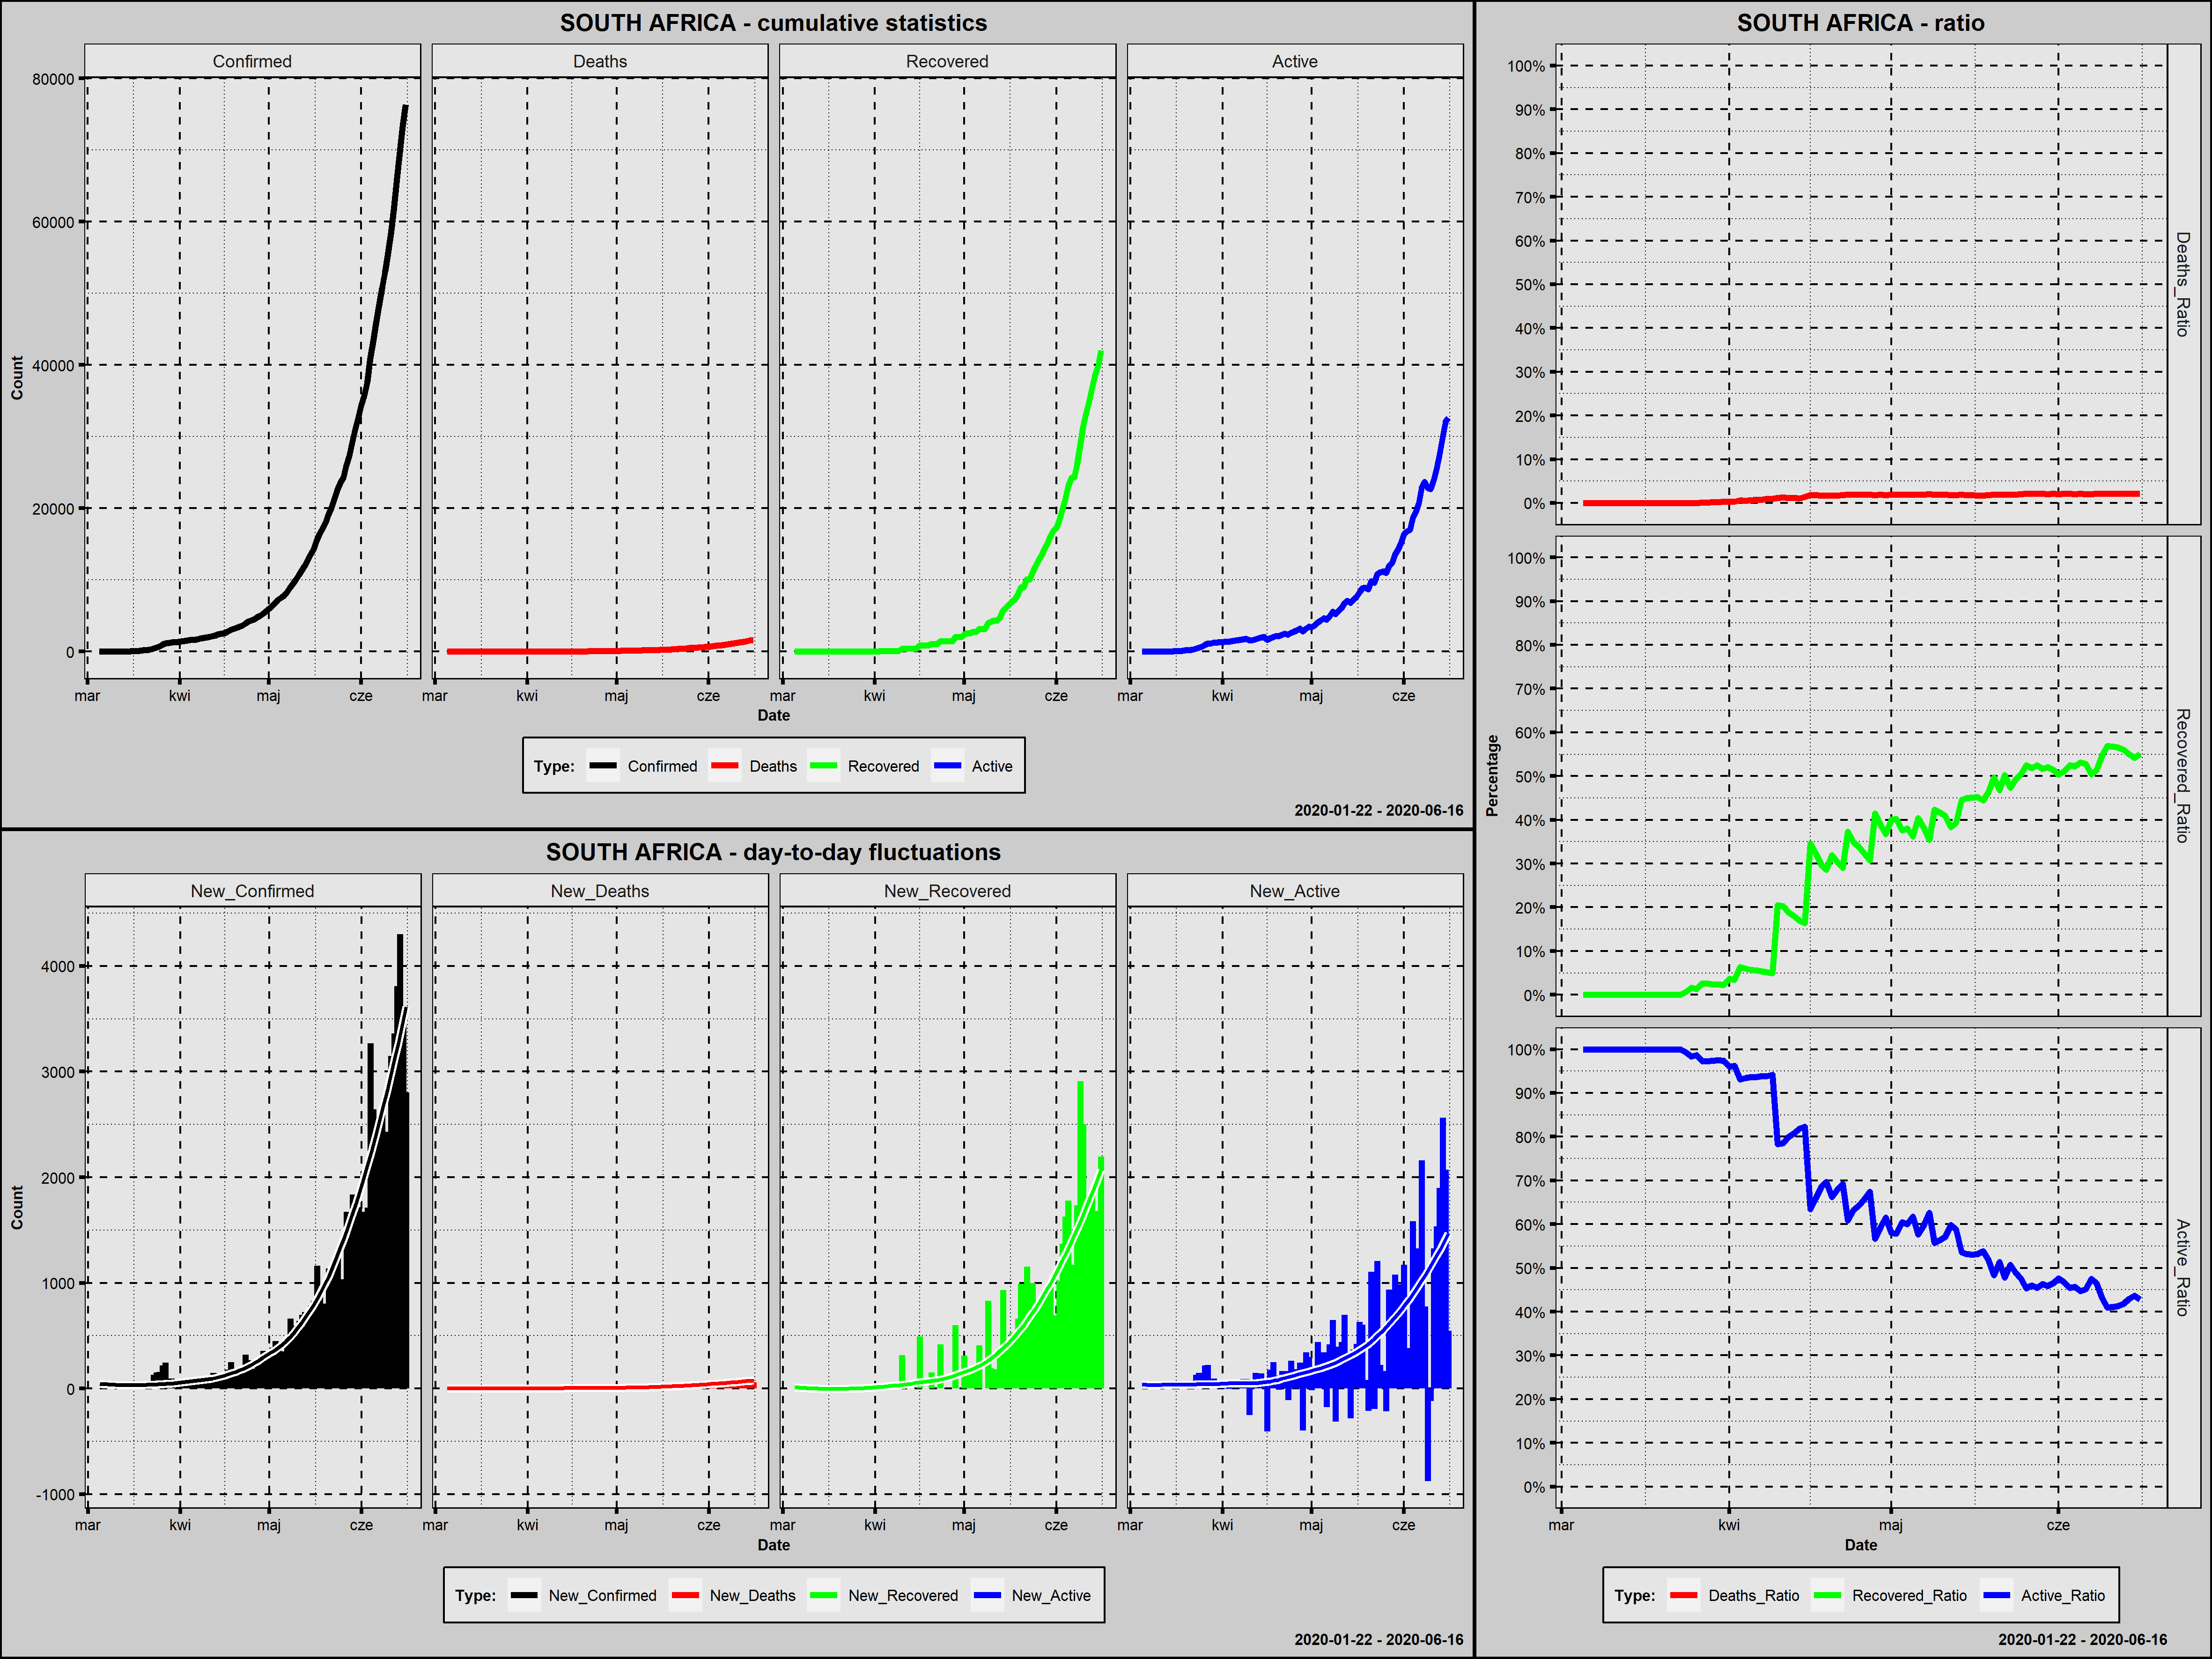 SOUTH AFRICA - cumulative statistics
Confirmed Deaths Recovered Active
80000
60000
40000
20000
0
Count
mar kwi maj cze mar kwi maj cze mar kwi maj cze mar kwi maj cze
Date
Type: Confirmed Deaths Recovered Active
2020-01-22 - 2020-06-16
SOUTH AFRICA - day-to-day fluctuations
New_Confirmed New_Deaths New_Recovered New_Active
4000
3000
2000
1000
0
-1000
Count
mar kwi maj cze mar kwi maj cze mar kwi maj cze mar kwi maj cze
Date
Type: New_Confirmed New_Deaths New_Recovered New_Active
2020-01-22 - 2020-06-16
SOUTH AFRICA - ratio
100%
90%
80%
70%
60%
50%
40%
30%
20%
10%
0%
Deaths_Ratio
100%
90%
80%
70%
60%
50%
40%
30%
20%
10%
0%
Recovered_Ratio
100%
90%
80%
70%
60%
50%
40%
30%
20%
10%
0%
Active_Ratio
Percentage
mar kwi maj cze
Date
Type: Deaths_Ratio Recovered_Ratio Active_Ratio
2020-01-22 - 2020-06-16